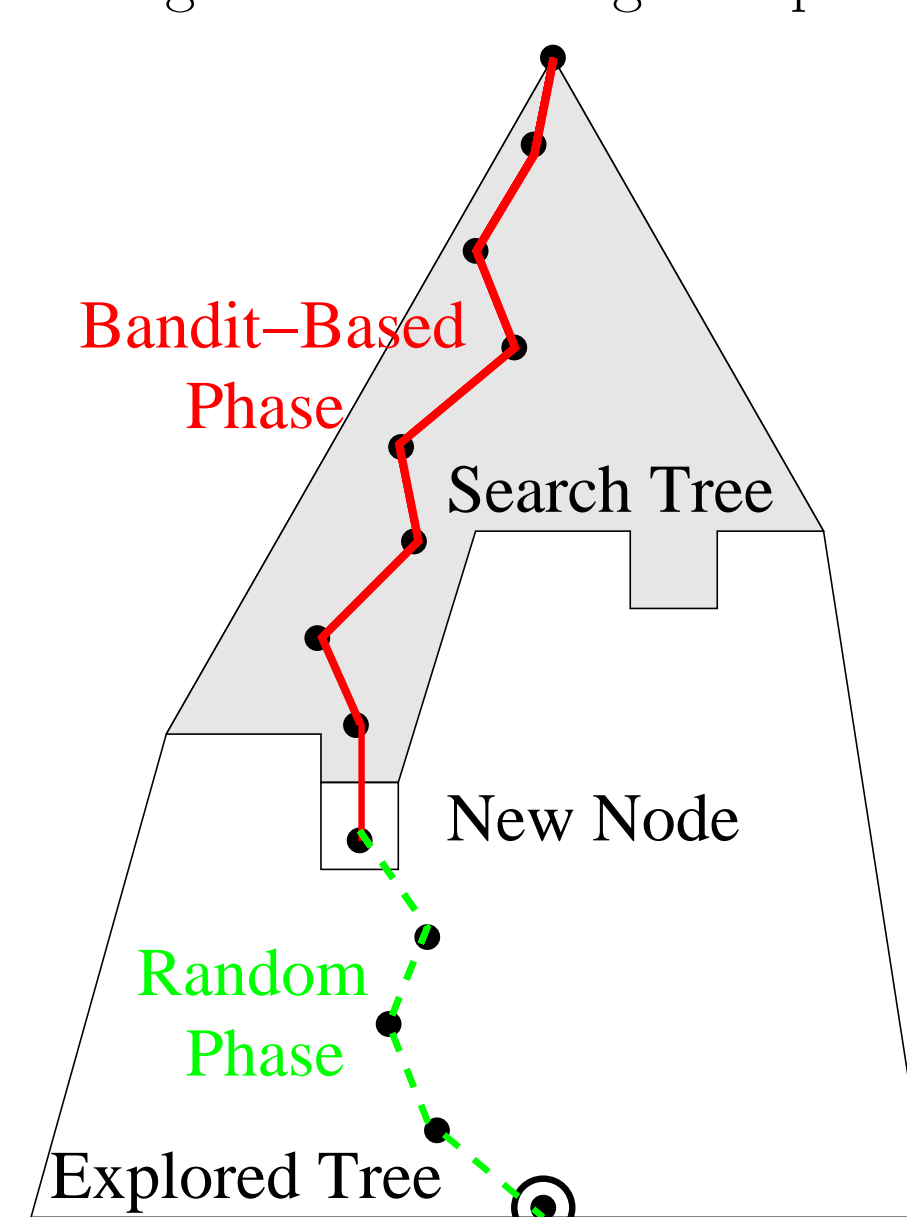 Bandit–Based
Phase
Search Tree
New Node
Random
Phase
Explored Tree